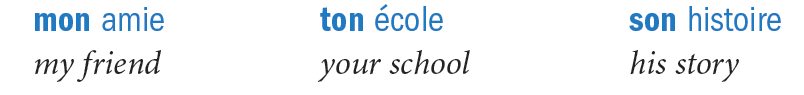 mon amie ton école son histoire
my friend your school his story